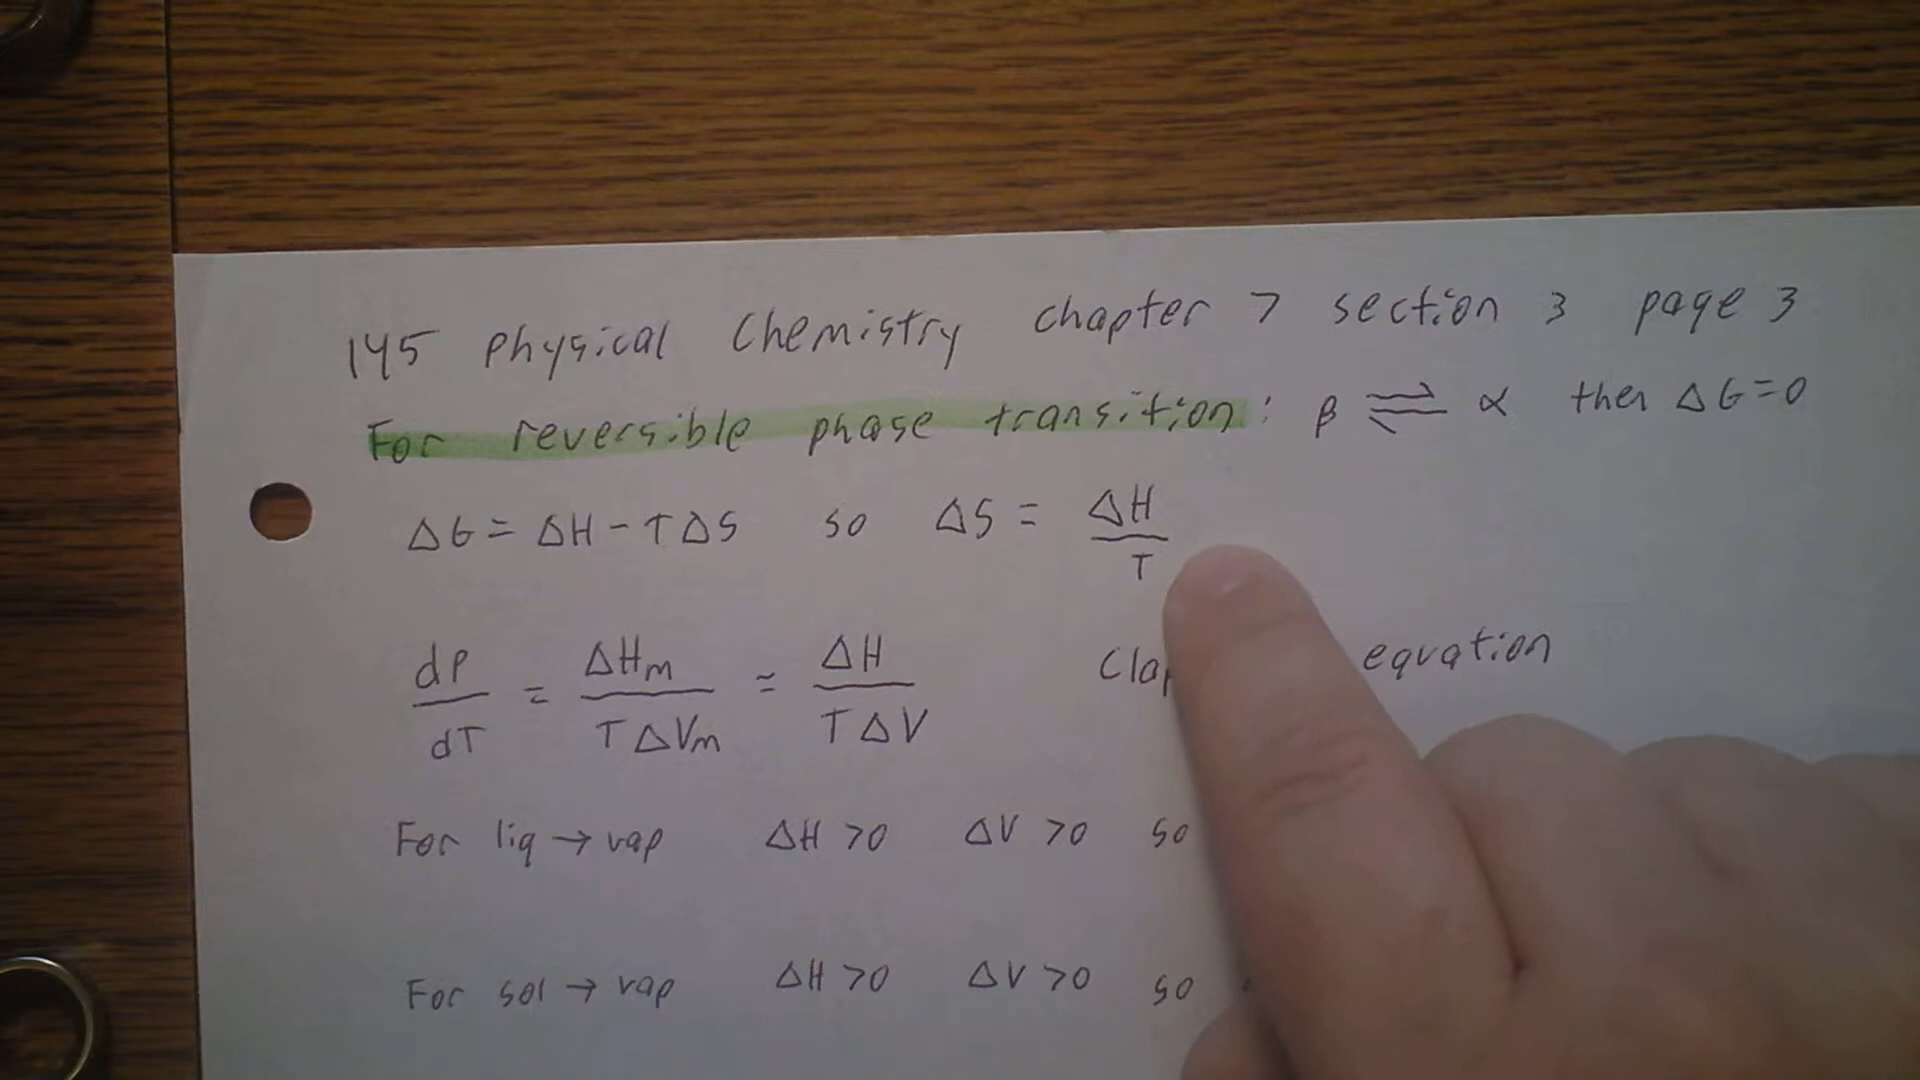 145 Physical Chemistry chapter 7 section 3 page 3
For reversible phase transition: β ⇌ α then ΔG=0
ΔG = ΔH - TΔS so ΔS = ΔH/T
dP/dT = ΔHm/TΔVm = ΔH/TΔV equation
For liq → vap ΔH >0 ΔV >0 so
For sol → vap ΔH >0 ΔV >0 so